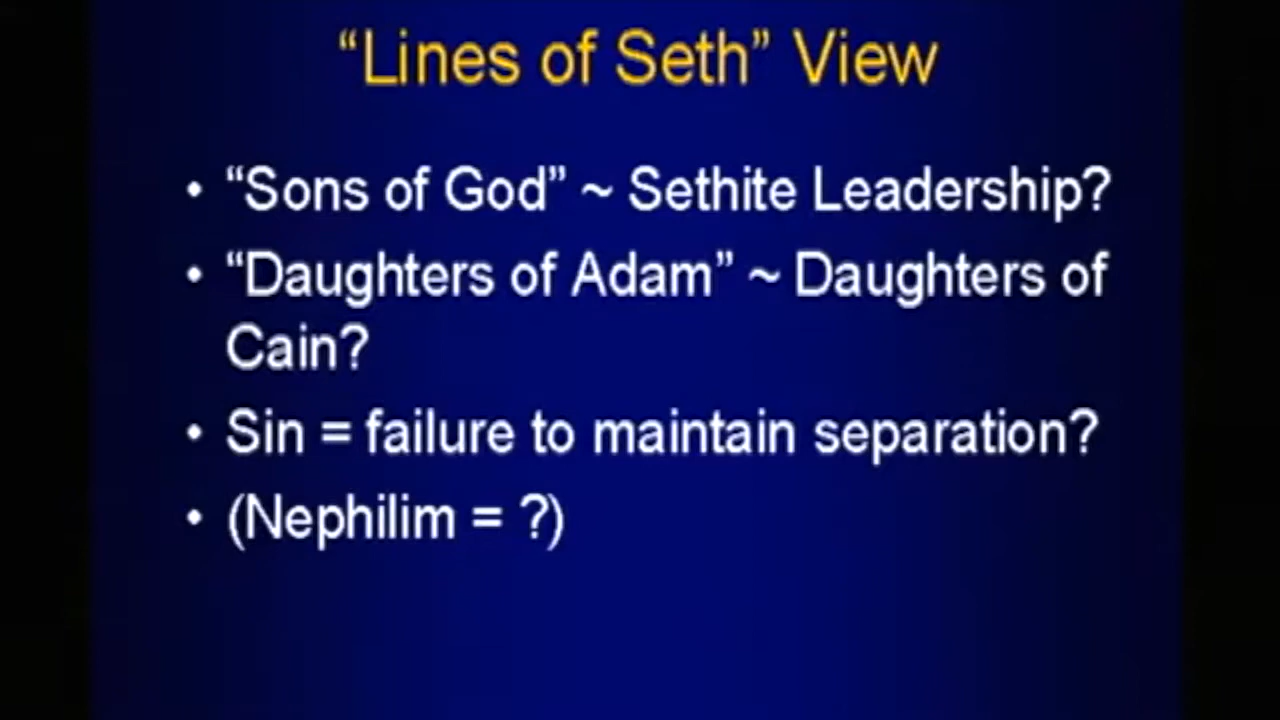 “Lines of Seth” View
• “Sons of God” ~ Sethite Leadership?
• “Daughters of Adam” ~ Daughters of
Cain?
• Sin = failure to maintain separation?
• (Nephilim = ?)